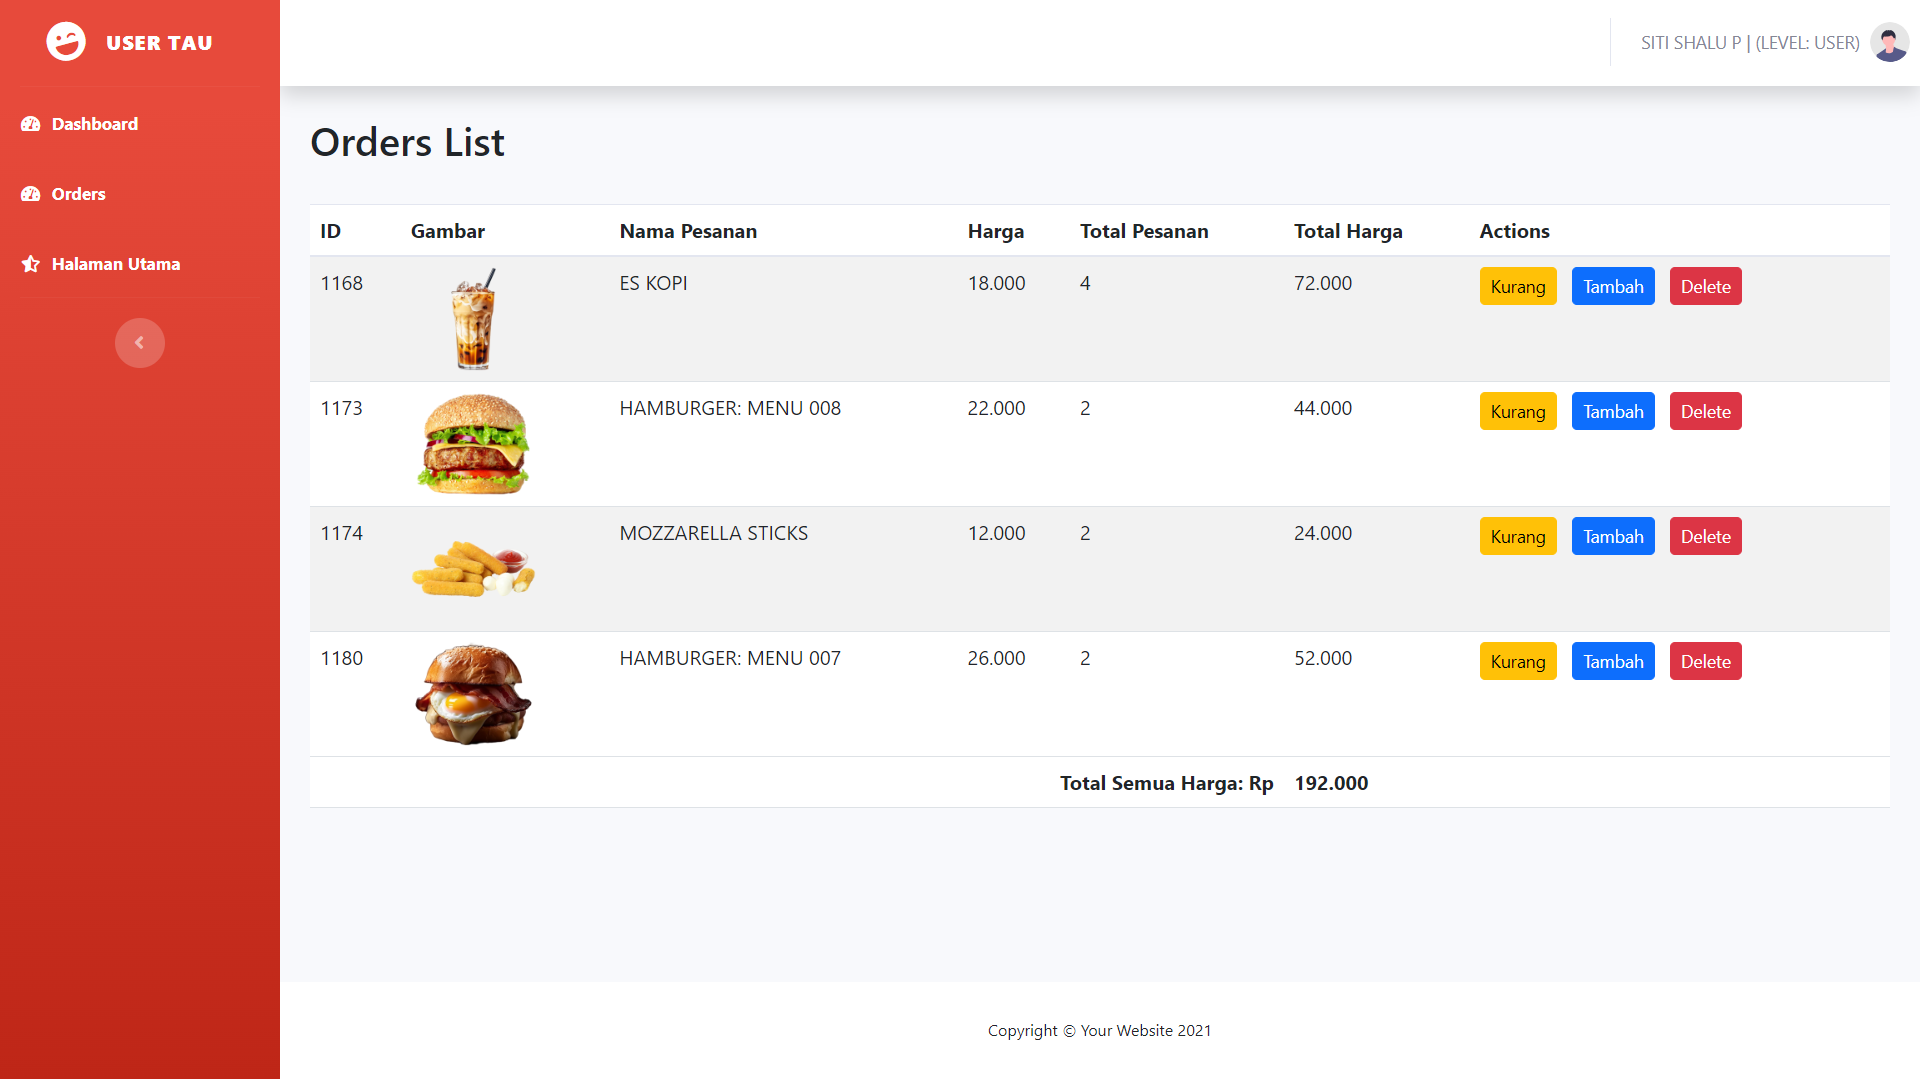 USER TAU
SITI SHALU P | (LEVEL: USER)
Dashboard
Orders
Halaman Utama
Orders List
ID Gambar Nama Pesanan Harga Total Pesanan Total Harga Actions
1168 ES KOPI 18.000 4 72.000 Kurang Tambah Delete
1173 HAMBURGER: MENU 008 22.000 2 44.000 Kurang Tambah Delete
1174 MOZZARELLA STICKS 12.000 2 24.000 Kurang Tambah Delete
1180 HAMBURGER: MENU 007 26.000 2 52.000 Kurang Tambah Delete
Total Semua Harga: Rp 192.000
Copyright © Your Website 2021